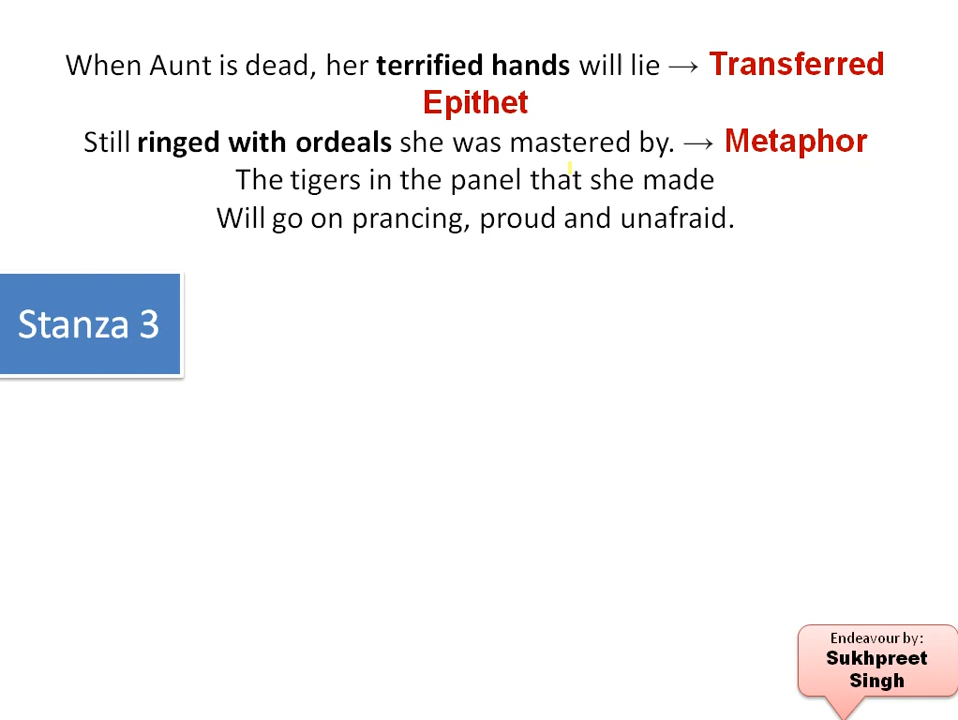 When Aunt is dead, her terrified hands will lie → Transferred
Epithet
Still ringed with ordeals she was mastered by. → Metaphor
The tigers in the panel that she made
Will go on prancing, proud and unafraid.
Stanza 3
Endeavour by:
Sukhpreet
Singh